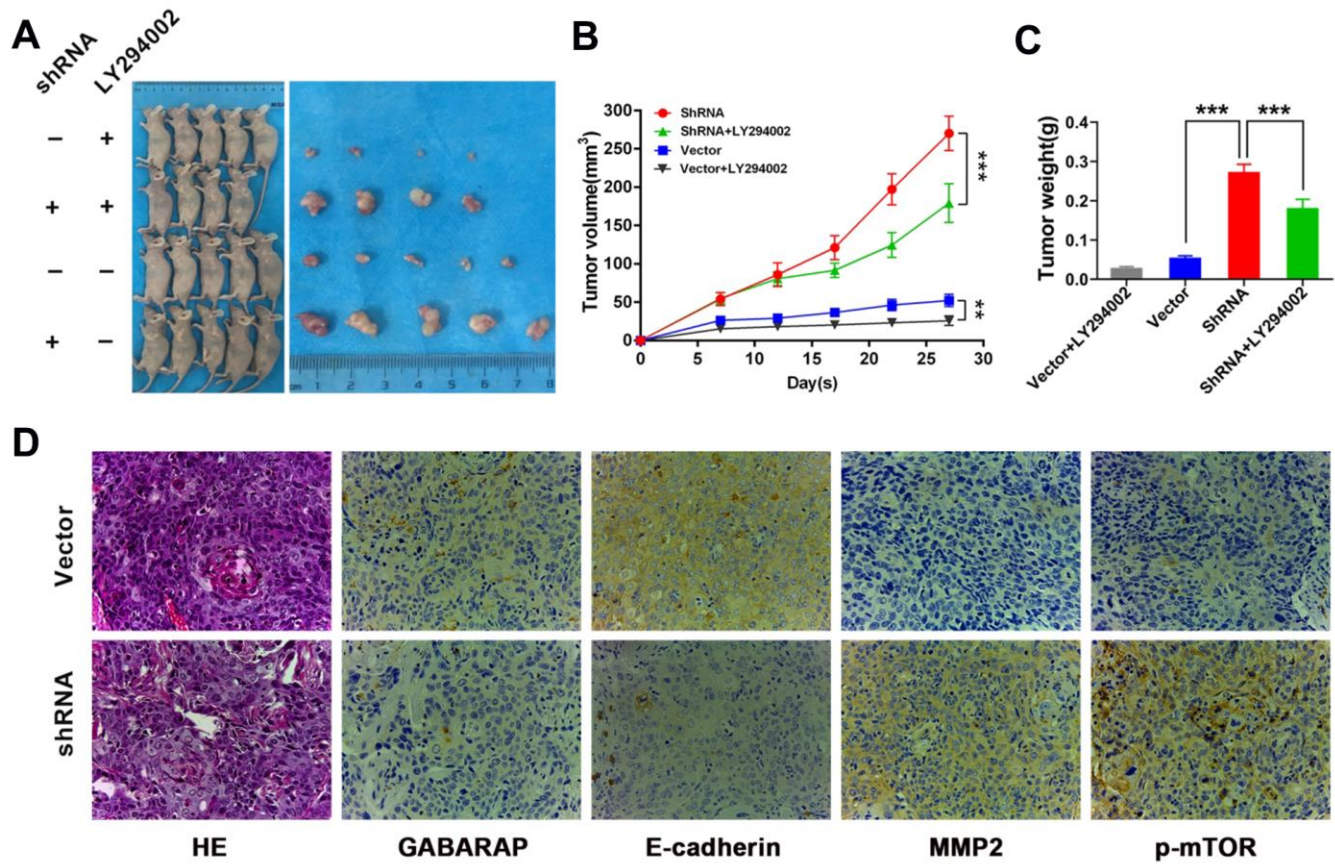 A
shRNA
LY294002
− +
+ +
− −
+ −
cm 1 2 3 4 5 6 7 8
B
ShRNA
ShRNA+LY294002
Vector
Vector+LY294002
Tumor volume(mm³)
300
250
200
150
100
50
0
0 5 10 15 20 25 30
Day(s)
***
**
C
*** ***
Tumor weight(g)
0.4
0.3
0.2
0.1
0.0
Vector+LY294002
Vector
ShRNA
ShRNA+LY294002
D
Vector
shRNA
HE GABARAP E-cadherin MMP2 p-mTOR